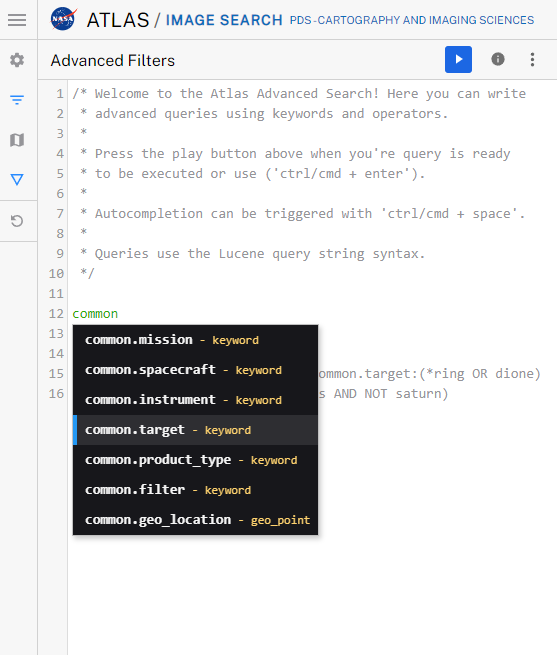 NASA ATLAS / IMAGE SEARCH PDS - CARTOGRAPHY AND IMAGING SCIENCES
Advanced Filters
1 /* Welcome to the Atlas Advanced Search! Here you can write
2 * advanced queries using keywords and operators.
3 *
4 * Press the play button above when you're query is ready
5 * to be executed or use ('ctrl/cmd + enter').
6 *
7 * Autocompletion can be triggered with 'ctrl/cmd + space'.
8 *
9 * Queries use the Lucene query string syntax.
10 */
11
12 common
13
common.mission - keyword
14
common.spacecraft - keyword
15 ommon.target:(*ring OR dione)
16 s AND NOT saturn)
common.instrument - keyword
common.target - keyword
common.product_type - keyword
common.filter - keyword
common.geo_location - geo_point